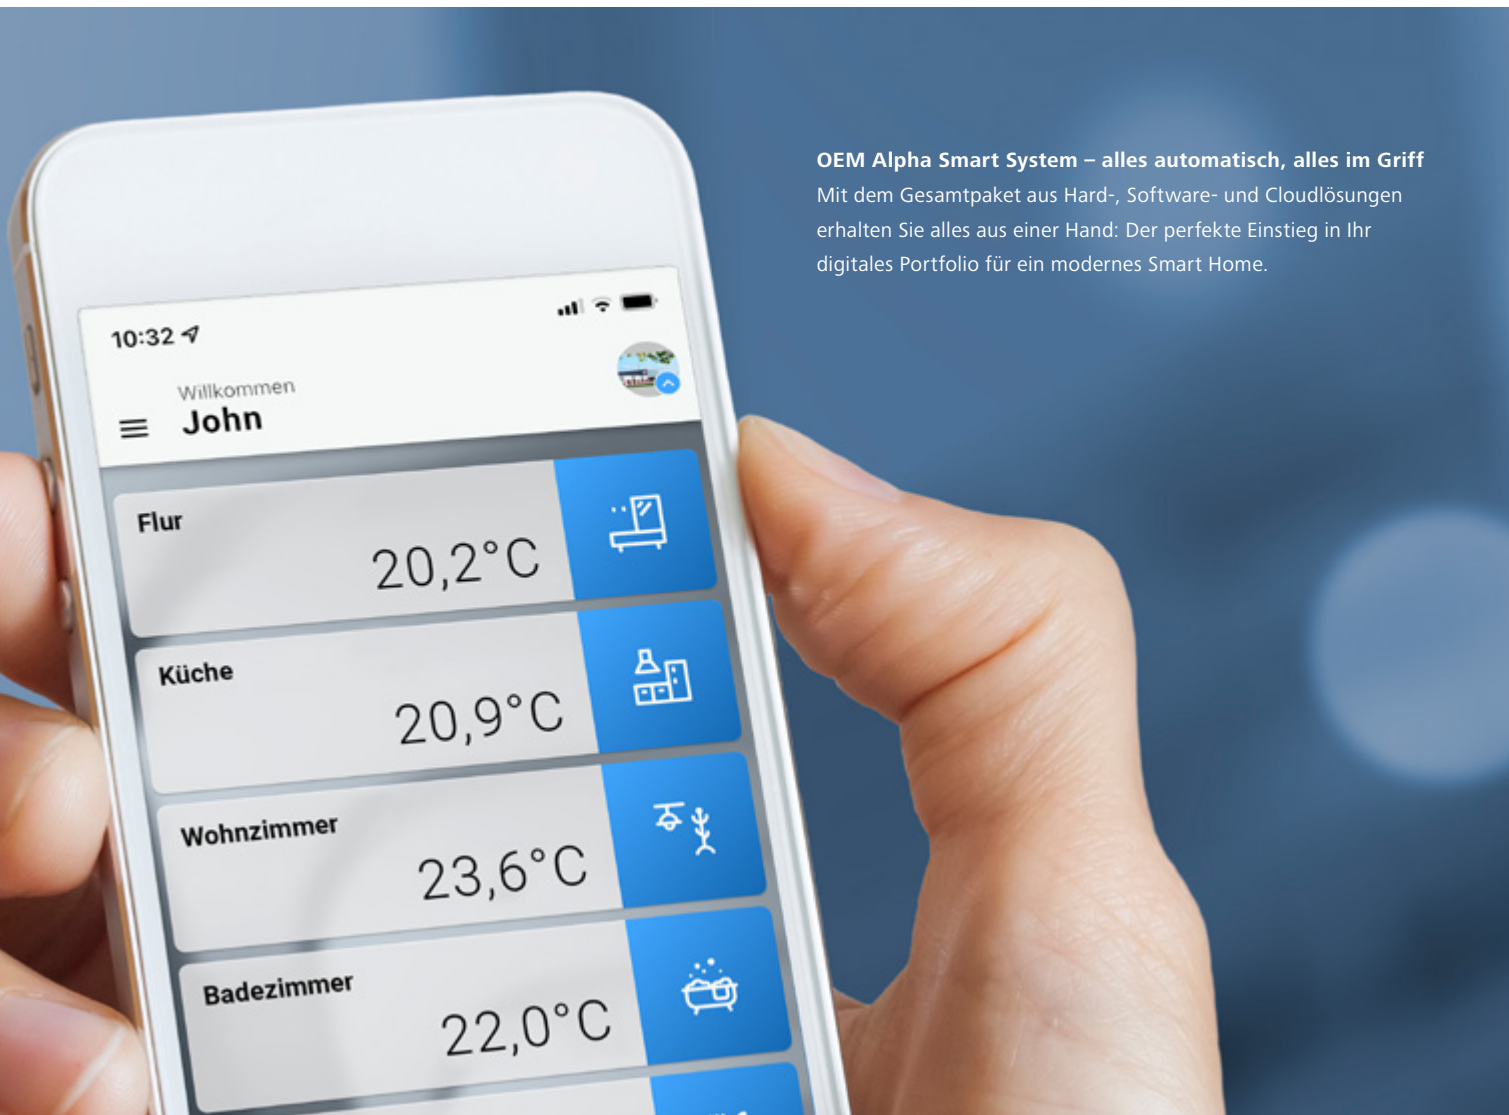 OEM Alpha Smart System – alles automatisch, alles im Griff
Mit dem Gesamtpaket aus Hard-, Software- und Cloudlösungen
erhalten Sie alles aus einer Hand: Der perfekte Einstieg in Ihr
digitales Portfolio für ein modernes Smart Home.
10:32
Willkommen
John
Flur
20,2°C
Küche
20,9°C
Wohnzimmer
23,6°C
Badezimmer
22,0°C